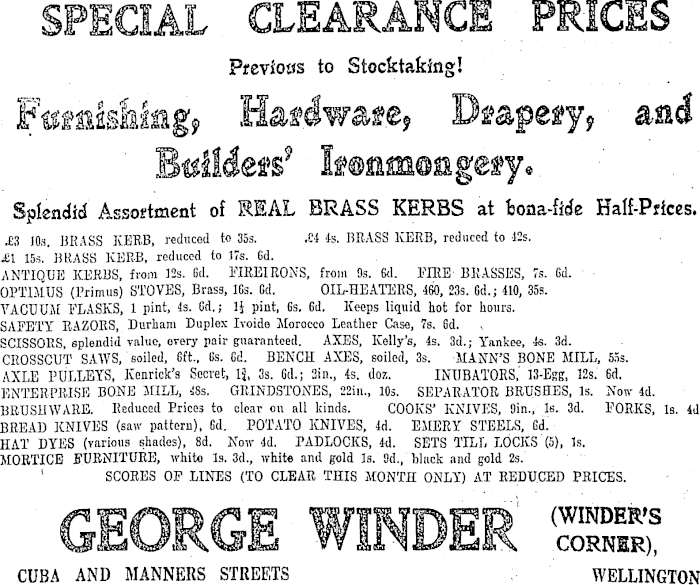 SPECIAL CLEARANCE PRICES
Previous to Stocktaking!
Furnishing, Hardware, Drapery, and
Builders' Ironmongery.
Splendid Assortment of REAL BRASS KERBS at bona-fide Half-Prices.
£3 10s. BRASS KERB, reduced to 35s. £4 4s. BRASS KERB, reduced to 42s.
£1 15s. BRASS KERB, reduced to 17s. 6d.
ANTIQUE KERBS, from 12s. 6d. FIREIRONS, from 9s. 6d. FIRE BRASSES, 7s. 6d.
OPTIMUS (Primus) STOVES, Brass, 16s. 6d. OIL-HEATERS, 460, 23s. 6d.; 410, 35s.
VACUUM FLASKS, 1 pint, 4s. 6d.; 1½ pint, 6s. 6d. Keeps liquid hot for hours.
SAFETY RAZORS, Durham Duplex Ivoide Morocco Leather Case, 7s. 6d.
SCISSORS, splendid value, every pair guaranteed. AXES, Kelly's, 4s. 3d.; Yankee, 4s. 3d.
CROSSCUT SAWS, soiled, 6ft., 6s. 6d. BENCH AXES, soiled, 3s. MANN'S BONE MILL, 55s.
AXLE PULLEYS, Kenrick's Secret, 1¾, 3s. 6d.; 2in., 4s. doz. INUBATORS, 13-Egg, 12s. 6d.
ENTERPRISE BONE MILL, 48s. GRINDSTONES, 22in., 10s. SEPARATOR BRUSHES, 1s. Now 4d.
BRUSHWARE. Reduced Prices to clear on all kinds. COOKS' KNIVES, 9in., 1s. 3d. FORKS, 1s. 4d
BREAD KNIVES (saw pattern), 6d. POTATO KNIVES, 4d. EMERY STEELS, 6d.
HAT DYES (various shades), 8d. Now 4d. PADLOCKS, 4d. SETS TILL LOCKS (5), 1s.
MORTICE FURNITURE, white 1s. 3d., white and gold 1s. 9d., black and gold 2s.
SCORES OF LINES (TO CLEAR THIS MONTH ONLY) AT REDUCED PRICES.
GEORGE WINDER (WINDER'S CORNER),
CUBA AND MANNERS STREETS WELLINGTON